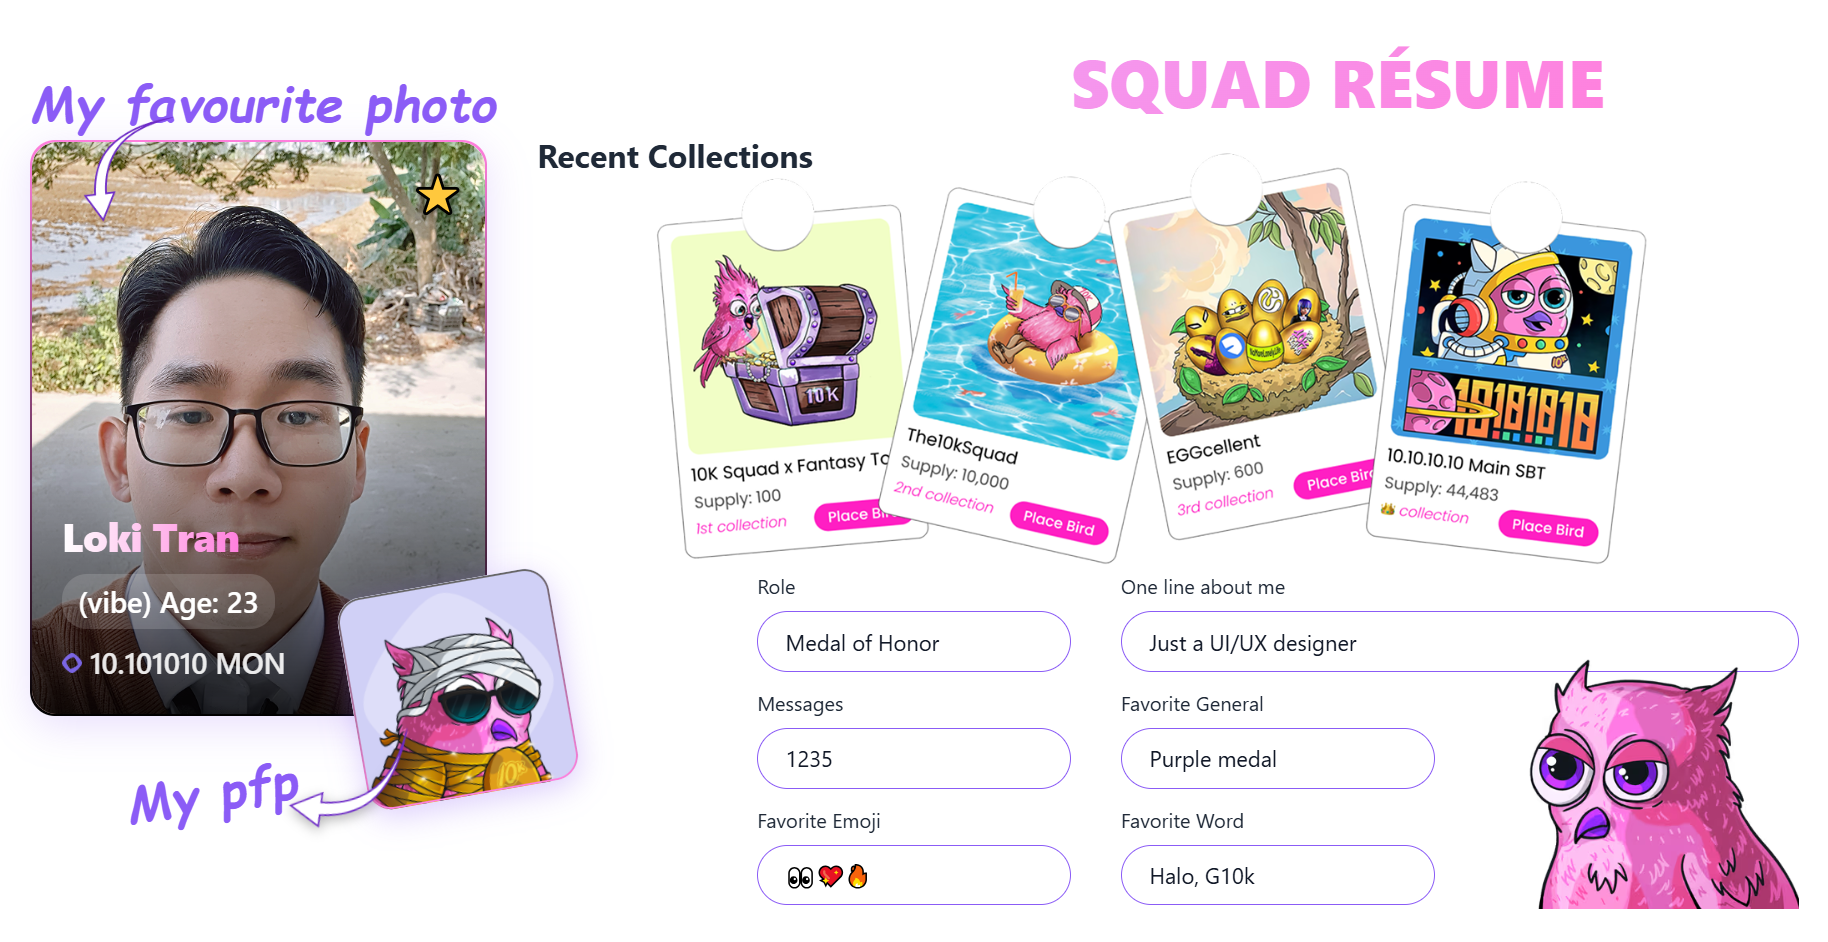 SQUAD RÉSUME
My favourite photo
Loki Tran
(vibe) Age: 23
10.101010 MON
My pfp
10K
Recent Collections
10K
10K Squad x Fantasy To
Supply: 100
1st collection
Place Bi
The10kSquad
Supply: 10,000
2nd collection
Place Bird
EGGcellent
Supply: 600
3rd collection
Place Bird
10101010
10.10.10.10 Main SBT
Supply: 44,483
👑 collection
Place Bird
Role
Medal of Honor
One line about me
Just a UI/UX designer
Messages
1235
Favorite General
Purple medal
Favorite Emoji
👀💖🔥
Favorite Word
Halo, G10k